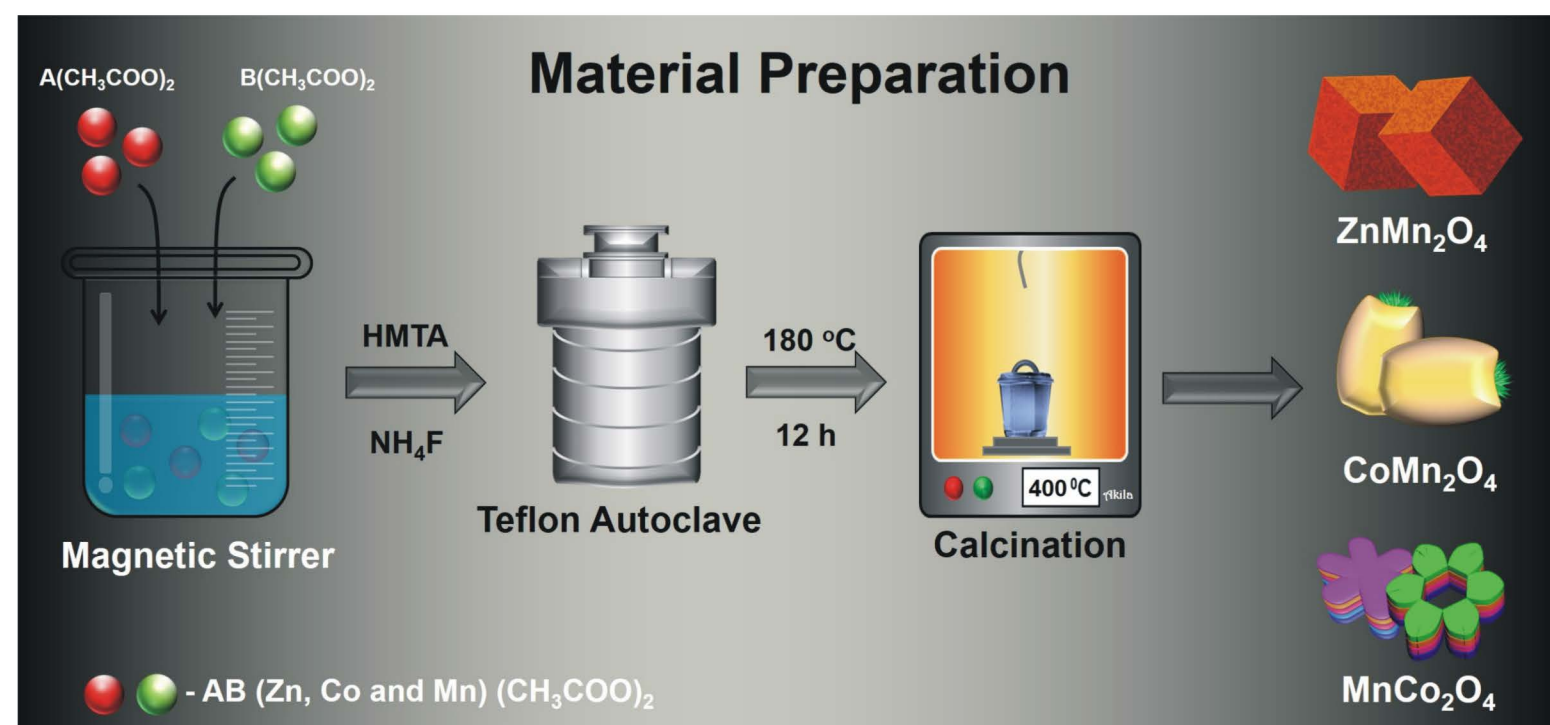 Material Preparation
A(CH₃COO)₂
B(CH₃COO)₂
Magnetic Stirrer
HMTA
NH₄F
Teflon Autoclave
180 ºC
12 h
400 ⁰C
Akila
Calcination
ZnMn₂O₄
CoMn₂O₄
MnCo₂O₄
- AB (Zn, Co and Mn) (CH₃COO)₂